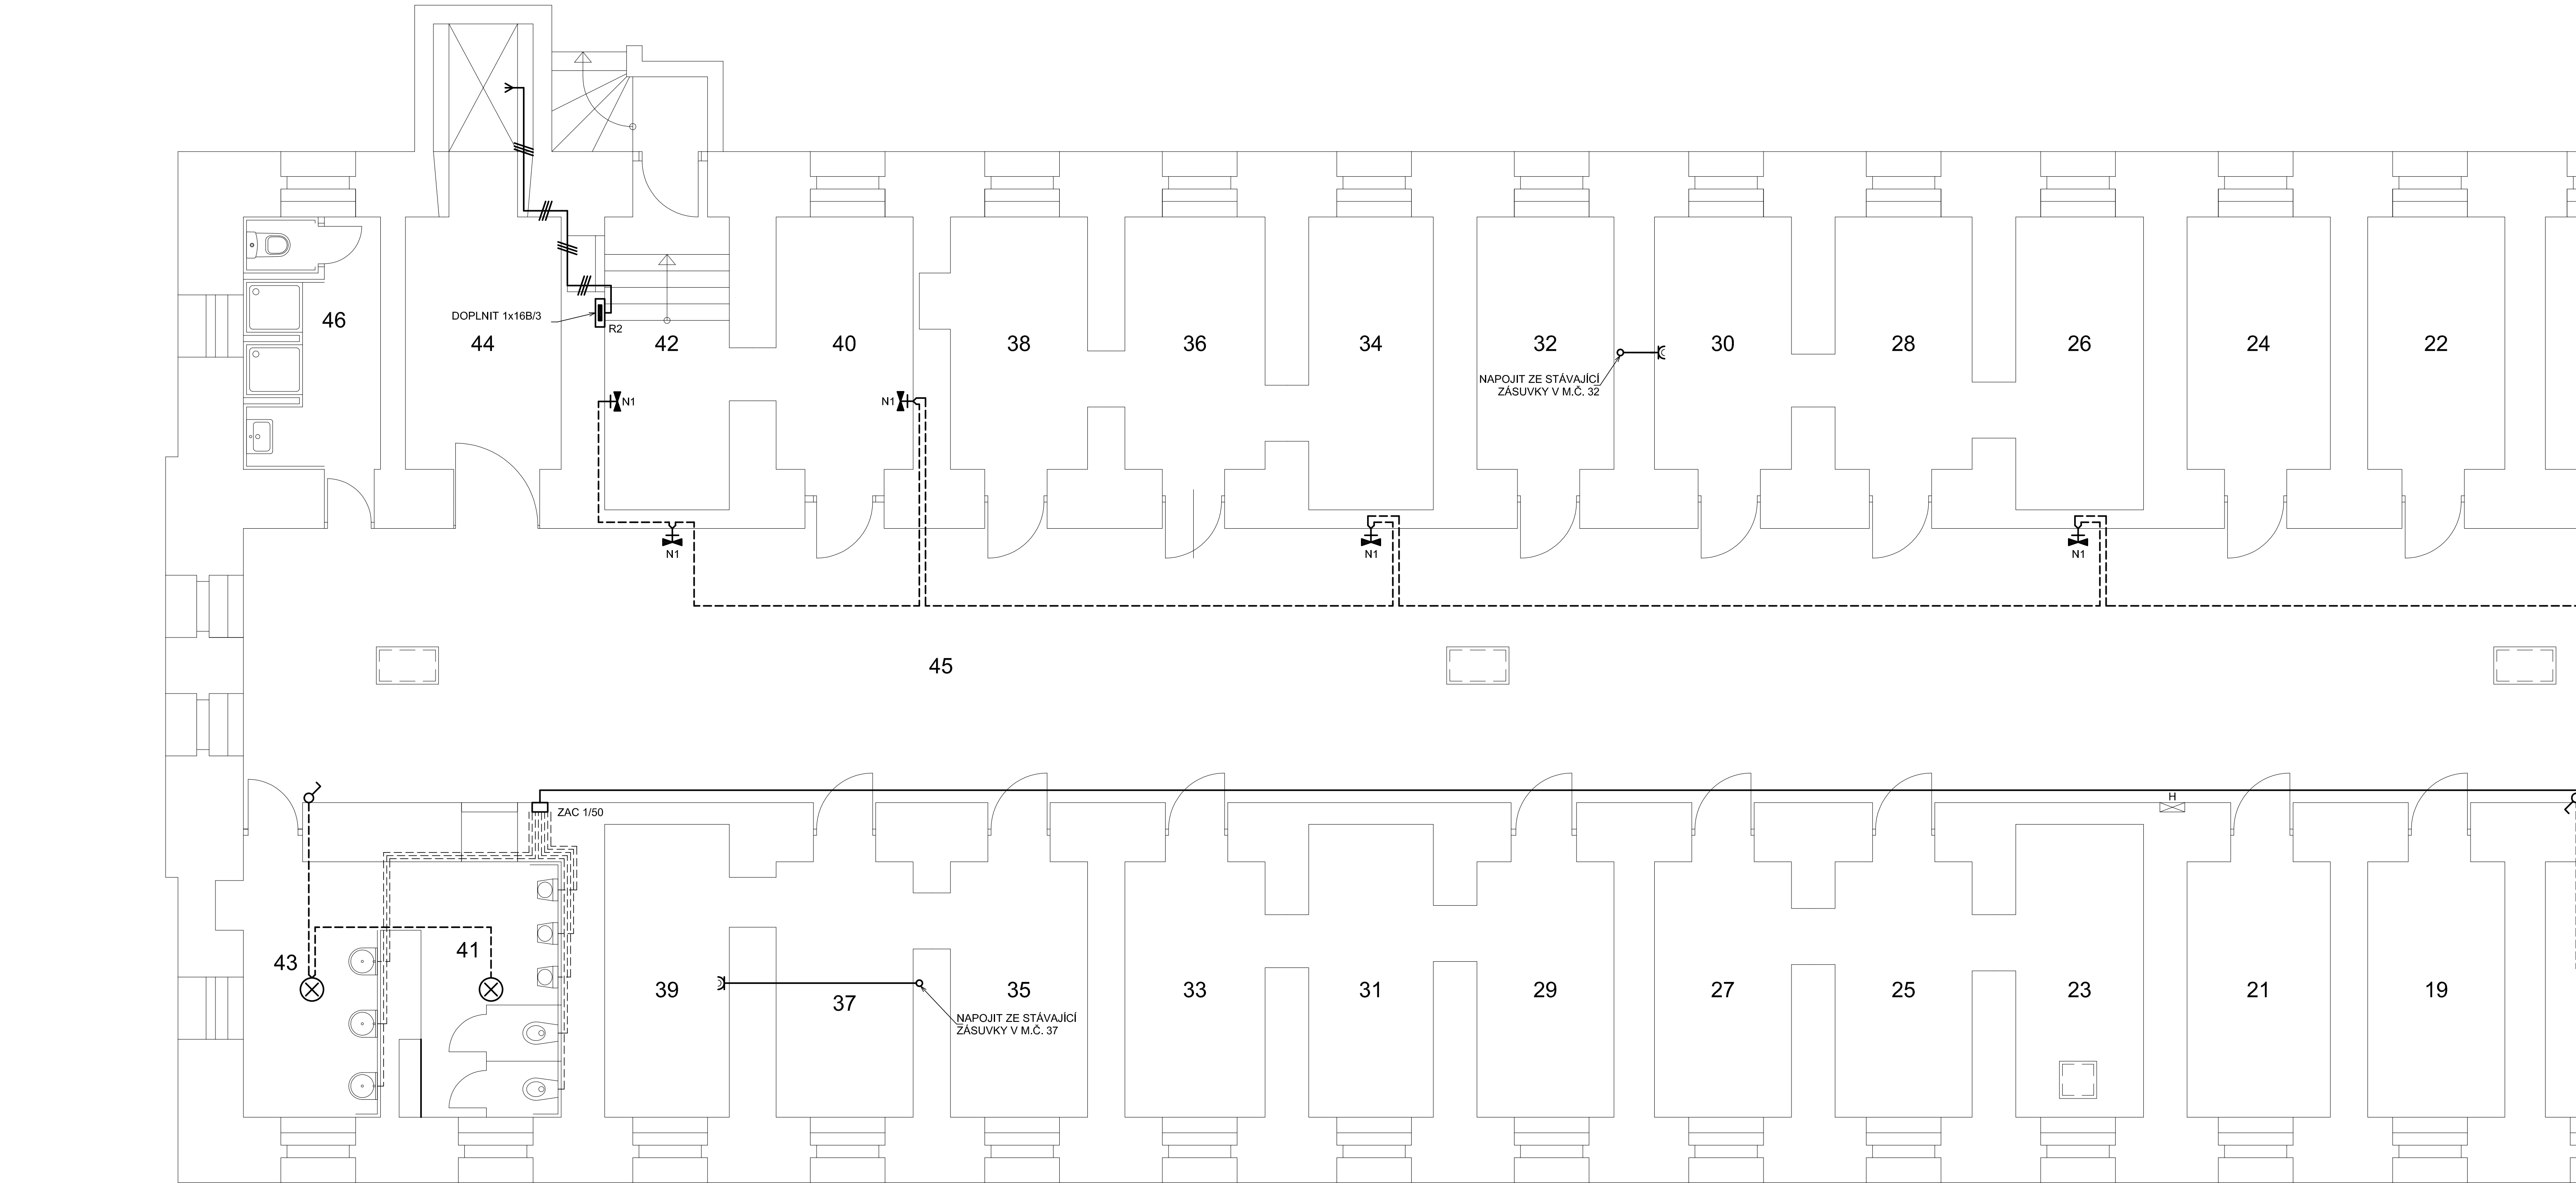 46
44
DOPLNIT 1x16B/3
R2
42
40
38
36
34
32
30
28
26
24
22
NAPOJIT ZE STÁVAJÍCÍ
ZÁSUVKY V M.Č. 32
N1
N1
N1
N1
N1
45
ZAC 1/50
H
43
41
39
37
35
33
31
29
27
25
23
21
19
NAPOJIT ZE STÁVAJÍCÍ
ZÁSUVKY V M.Č. 37